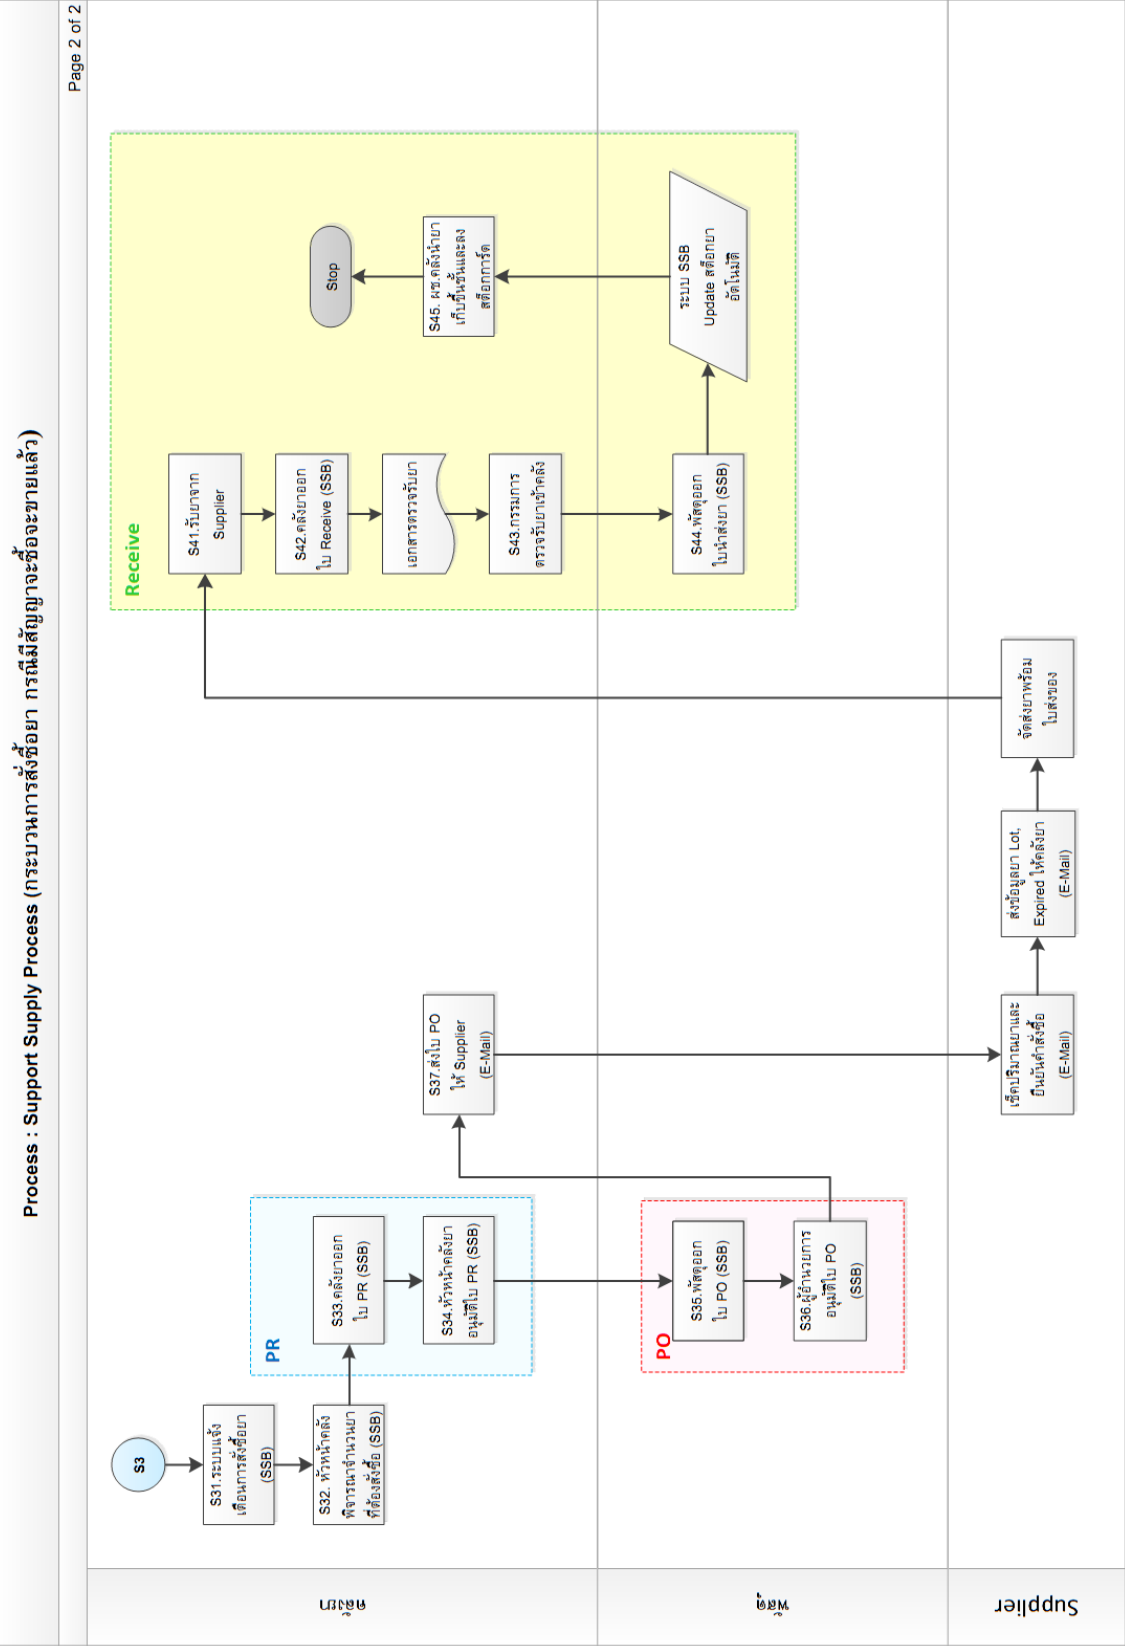 Process : Support Supply Process (กระบวนการสั่งซื้อยา กรณีมีสัญญาจะซื้อจะขายแล้ว)
Page 2 of 2
คลังยา
S3
S31.ระบบแจ้ง
เตือนการสั่งซื้อยา
(SSB)
S32. หัวหน้าคลัง
พิจารณาจำนวนยา
ที่ต้องสั่งซื้อ (SSB)
PR
S33.คลังยาออก
ใบ PR (SSB)
S34.หัวหน้าคลังยา
อนุมัติใบ PR (SSB)
S37.ส่งใบ PO
ให้ Supplier
(E-Mail)
Receive
S41.รับยาจาก
Supplier
S42.คลังยาออก
ใบ Receive (SSB)
เอกสารตรวจรับยา
S43.กรรมการ
ตรวจรับยาเข้าคลัง
Stop
S45. ผช.คลังนำยา
เก็บขึ้นชั้นและลง
สต๊อกการ์ด
พัสดุ
PO
S35.พัสดุออก
ใบ PO (SSB)
S36.ผู้อำนวยการ
อนุมัติใบ PO
(SSB)
S44.พัสดุออก
ใบนำส่งยา (SSB)
ระบบ SSB
Update สต๊อกยา
อัตโนมัติ
Supplier
เช็คปริมาณยาและ
ยืนยันคำสั่งซื้อ
(E-Mail)
ส่งข้อมูลยา Lot,
Expired ให้คลังยา
(E-Mail)
จัดส่งยาพร้อม
ใบส่งของ